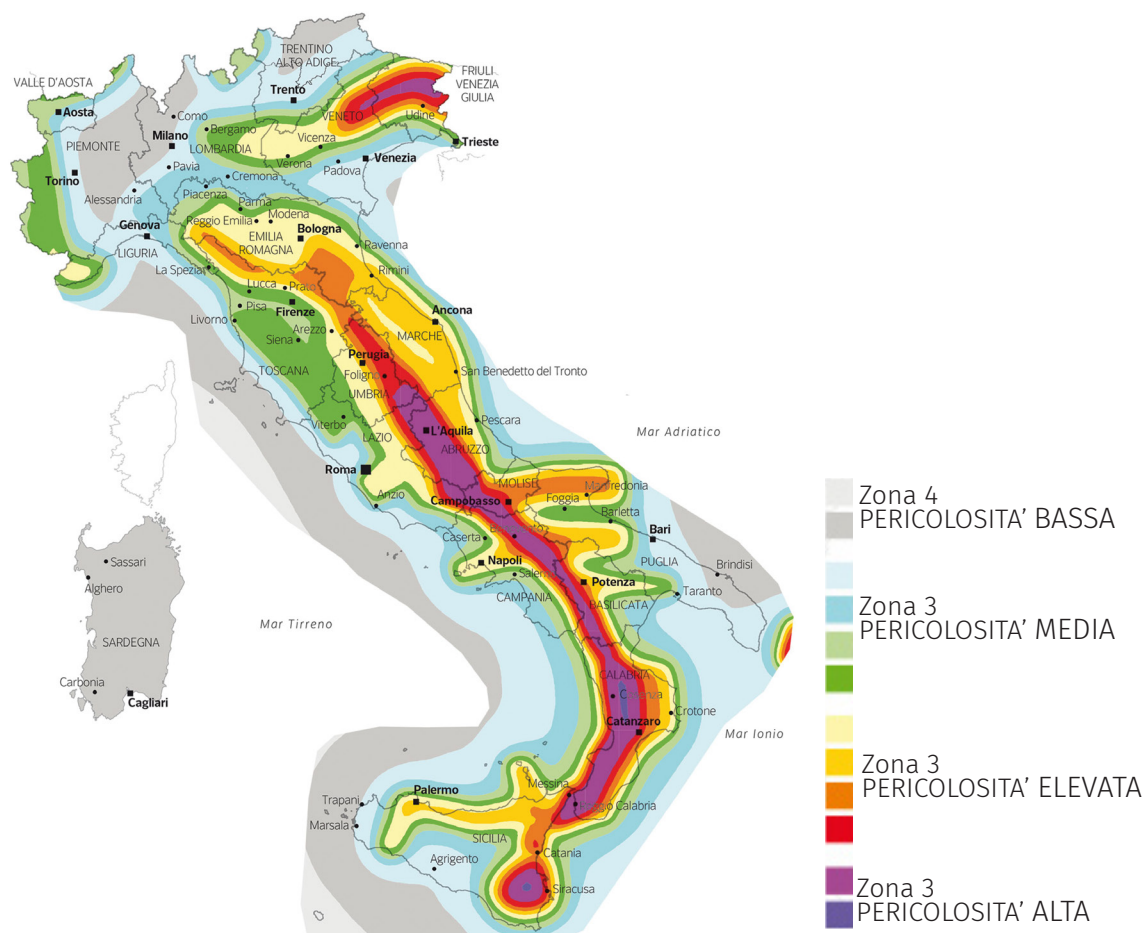 TRENTINO
ALTO ADIGE
FRIULI
VENEZIA
GIULIA
VALLE D'AOSTA
Trento
Aosta
Como
VENETO
Udine
Bergamo
Milano
Vicenza
Trieste
PIEMONTE
LOMBARDIA
Verona
Venezia
Padova
Pavia
Torino
Cremona
Alessandria
Piacenza
Parma
Modena
Reggio Emilia
Genova
EMILIA
ROMAGNA
Bologna
Ravenna
LIGURIA
La Spezia
Rimini
Lucca
Prato
Pisa
Firenze
Ancona
Livorno
Arezzo
MARCHE
Siena
Perugia
TOSCANA
Foligno
San Benedetto del Tronto
UMBRIA
Viterbo
Pescara
LAZIO
L'Aquila
Mar Adriatico
ABRUZZO
Roma
MOLISE
Manfredonia
Anzio
Campobasso
Foggia
Barletta
Caserta
Bari
Napoli
PUGLIA
Brindisi
Sassari
Salerno
Potenza
Alghero
CAMPANIA
BASILICATA
Taranto
Mar Tirreno
SARDEGNA
CALABRIA
Carbonia
Cosenza
Cagliari
Crotone
Catanzaro
Mar Ionio
Messina
Trapani
Palermo
Reggio Calabria
Marsala
SICILIA
Catania
Agrigento
Siracusa
Zona 4
PERICOLOSITA' BASSA
Zona 3
PERICOLOSITA' MEDIA
Zona 3
PERICOLOSITA' ELEVATA
Zona 3
PERICOLOSITA' ALTA